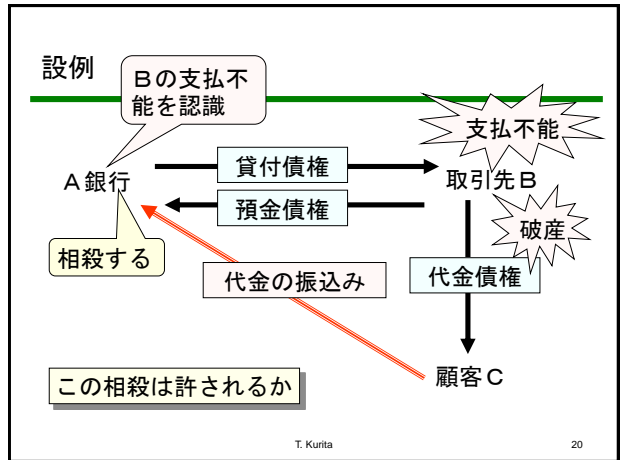 設例
Bの支払不
能を認識
支払不能
貸付債権
A銀行
取引先B
預金債権
破産
相殺する
代金の振込み
代金債権
顧客C
この相殺は許されるか
T. Kurita
20